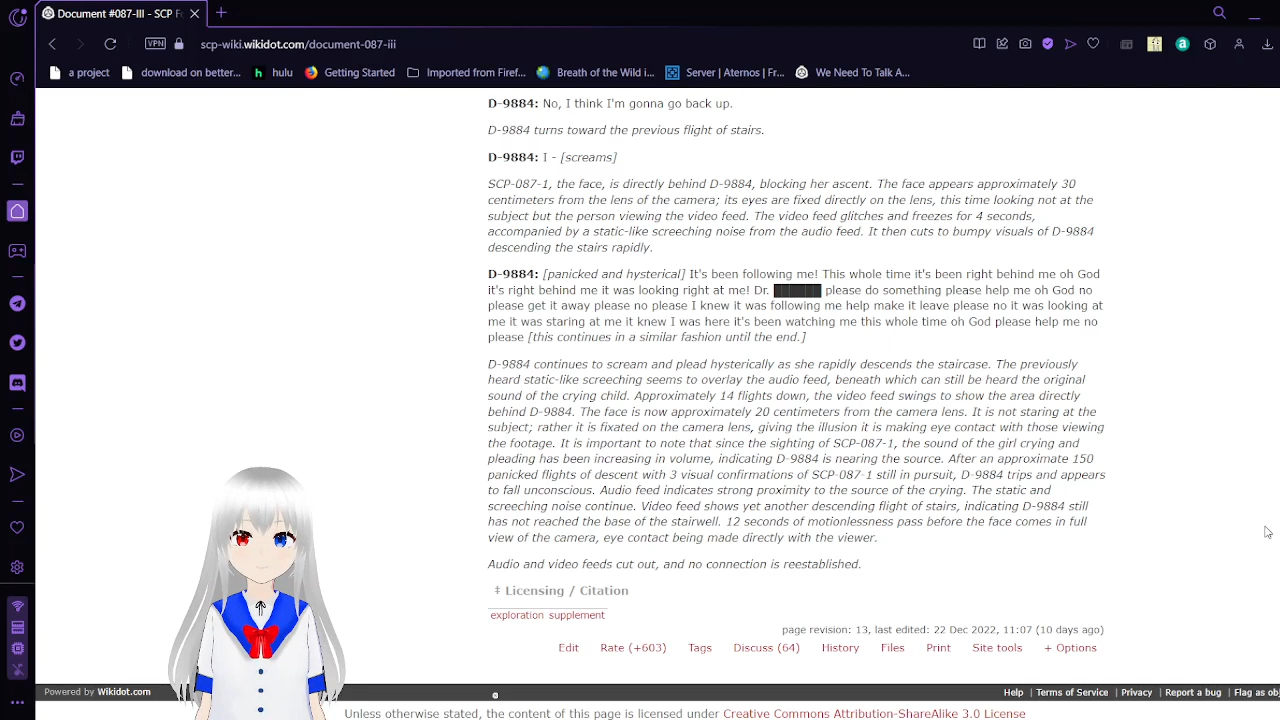 Document #087-III - SCP Fo
VPN scp-wiki.wikidot.com/document-087-iii
a project download on better... hulu Getting Started Imported from Firef... Breath of the Wild i... Server | Aternos | Fr... We Need To Talk A...
D-9884: No, I think I'm gonna go back up.
D-9884 turns toward the previous flight of stairs.
D-9884: I - [screams]
SCP-087-1, the face, is directly behind D-9884, blocking her ascent. The face appears approximately 30
centimeters from the lens of the camera; its eyes are fixed directly on the lens, this time looking not at the
subject but the person viewing the video feed. The video feed glitches and freezes for 4 seconds,
accompanied by a static-like screeching noise from the audio feed. It then cuts to bumpy visuals of D-9884
descending the stairs rapidly.
D-9884: [panicked and hysterical] It's been following me! This whole time it's been right behind me oh God
it's right behind me it was looking right at me! Dr. please do something please help me oh God no
please get it away please no please I knew it was following me help make it leave please no it was looking at
me it was staring at me it knew I was here it's been watching me this whole time oh God please help me no
please [this continues in a similar fashion until the end.]
D-9884 continues to scream and plead hysterically as she rapidly descends the staircase. The previously
heard static-like screeching seems to overlay the audio feed, beneath which can still be heard the original
sound of the crying child. Approximately 14 flights down, the video feed swings to show the area directly
behind D-9884. The face is now approximately 20 centimeters from the camera lens. It is not staring at the
subject; rather it is fixated on the camera lens, giving the illusion it is making eye contact with those viewing
the footage. It is important to note that since the sighting of SCP-087-1, the sound of the girl crying and
pleading has been increasing in volume, indicating D-9884 is nearing the source. After an approximate 150
panicked flights of descent with 3 visual confirmations of SCP-087-1 still in pursuit, D-9884 trips and appears
to fall unconscious. Audio feed indicates strong proximity to the source of the crying. The static and
screeching noise continue. Video feed shows yet another descending flight of stairs, indicating D-9884 still
has not reached the base of the stairwell. 12 seconds of motionlessness pass before the face comes in full
view of the camera, eye contact being made directly with the viewer.
Audio and video feeds cut out, and no connection is reestablished.
‡ Licensing / Citation
exploration supplement
page revision: 13, last edited: 22 Dec 2022, 11:07 (10 days ago)
Edit Rate (+603) Tags Discuss (64) History Files Print Site tools + Options
Powered by Wikidot.com Help | Terms of Service | Privacy | Report a bug | Flag as obj
Unless otherwise stated, the content of this page is licensed under Creative Commons Attribution-ShareAlike 3.0 License